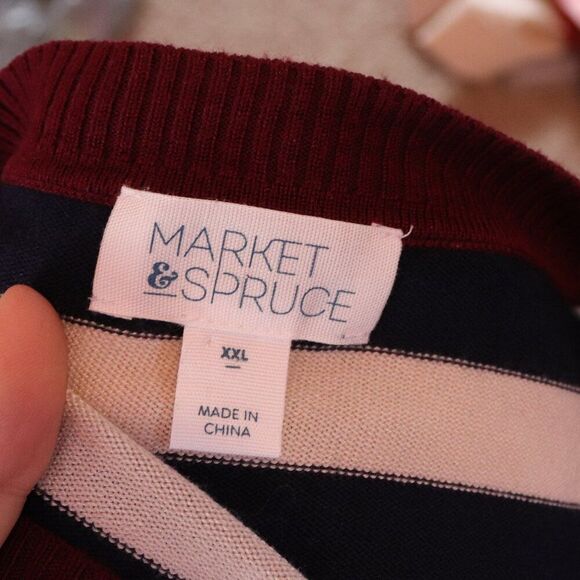 MARKET
& SPRUCE
XXL
MADE IN
CHINA